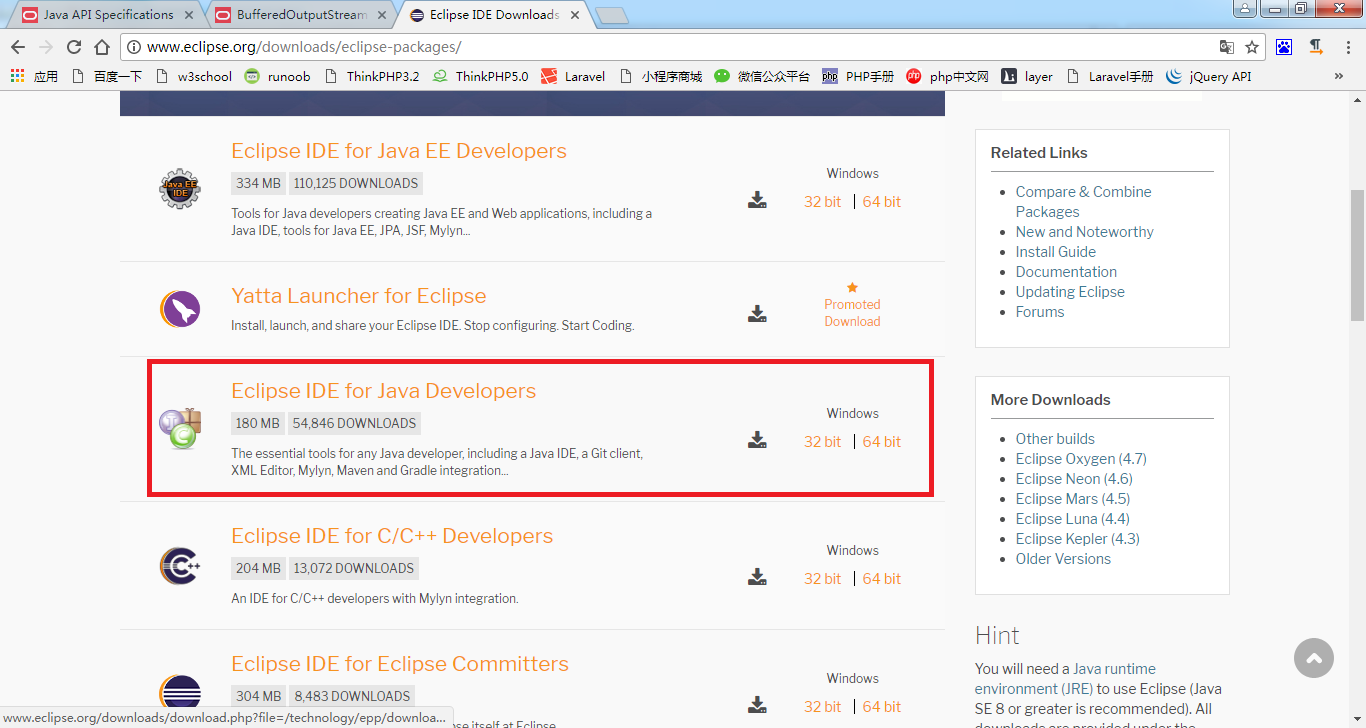 Java API Specifications
BufferedOutputStream
Eclipse IDE Downloads
www.eclipse.org/downloads/eclipse-packages/
应用 百度一下 w3school runoob ThinkPHP3.2 ThinkPHP5.0 Laravel 小程序商城 微信公众平台 php PHP手册 php php中文网 layer Laravel手册 jQuery API »
Java EE
IDE
Eclipse IDE for Java EE Developers
334 MB 110,125 DOWNLOADS
Tools for Java developers creating Java EE and Web applications, including a
Java IDE, tools for Java EE, JPA, JSF, Mylyn...
Windows
32 bit | 64 bit
Yatta Launcher for Eclipse
Install, launch, and share your Eclipse IDE. Stop configuring. Start Coding.
Promoted
Download
J
C
Eclipse IDE for Java Developers
180 MB 54,846 DOWNLOADS
The essential tools for any Java developer, including a Java IDE, a Git client,
XML Editor, Mylyn, Maven and Gradle integration...
Windows
32 bit | 64 bit
C++
Eclipse IDE for C/C++ Developers
204 MB 13,072 DOWNLOADS
An IDE for C/C++ developers with Mylyn integration.
Windows
32 bit | 64 bit
Eclipse IDE for Eclipse Committers
304 MB 8,483 DOWNLOADS
pse itself at Eclipse
Windows
32 bit | 64 bit
Related Links
Compare & Combine
Packages
New and Noteworthy
Install Guide
Documentation
Updating Eclipse
Forums
More Downloads
Other builds
Eclipse Oxygen (4.7)
Eclipse Neon (4.6)
Eclipse Mars (4.5)
Eclipse Luna (4.4)
Eclipse Kepler (4.3)
Older Versions
Hint
You will need a Java runtime
environment (JRE) to use Eclipse (Java
SE 8 or greater is recommended). All
downloads are provided under the
www.eclipse.org/downloads/download.php?file=/technology/epp/downloa...